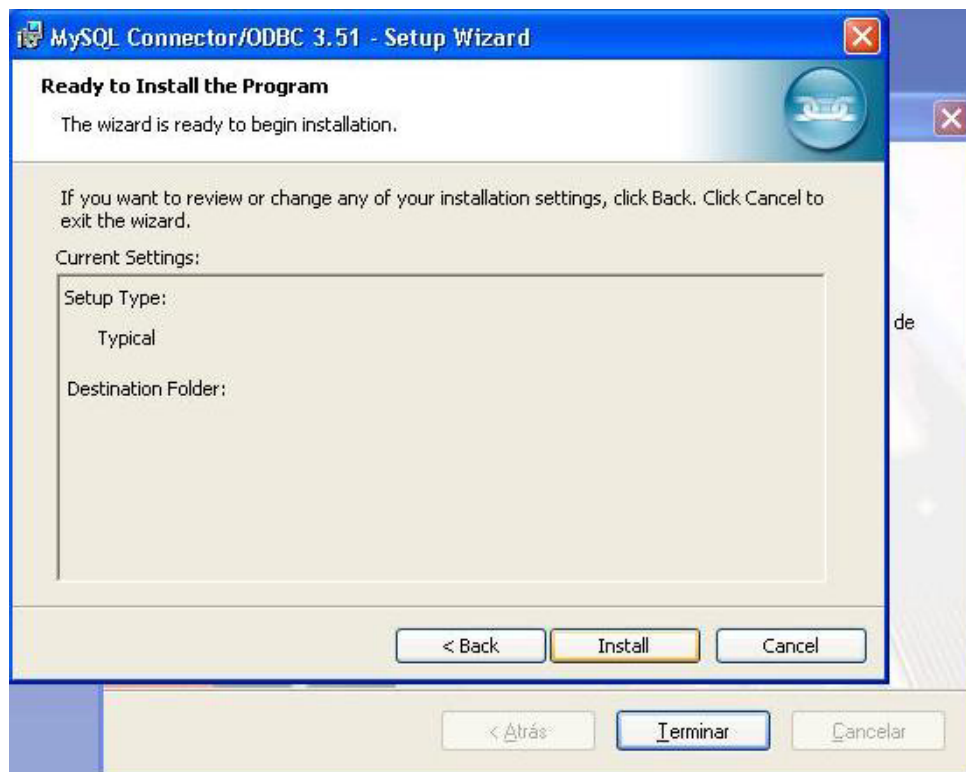 MySQL Connector/ODBC 3.51 - Setup Wizard
Ready to Install the Program
The wizard is ready to begin installation.
If you want to review or change any of your installation settings, click Back. Click Cancel to
exit the wizard.
Current Settings:
Setup Type:
Typical
de
Destination Folder:
< Back
Install
Cancel
< Atrás
Terminar
Cancelar